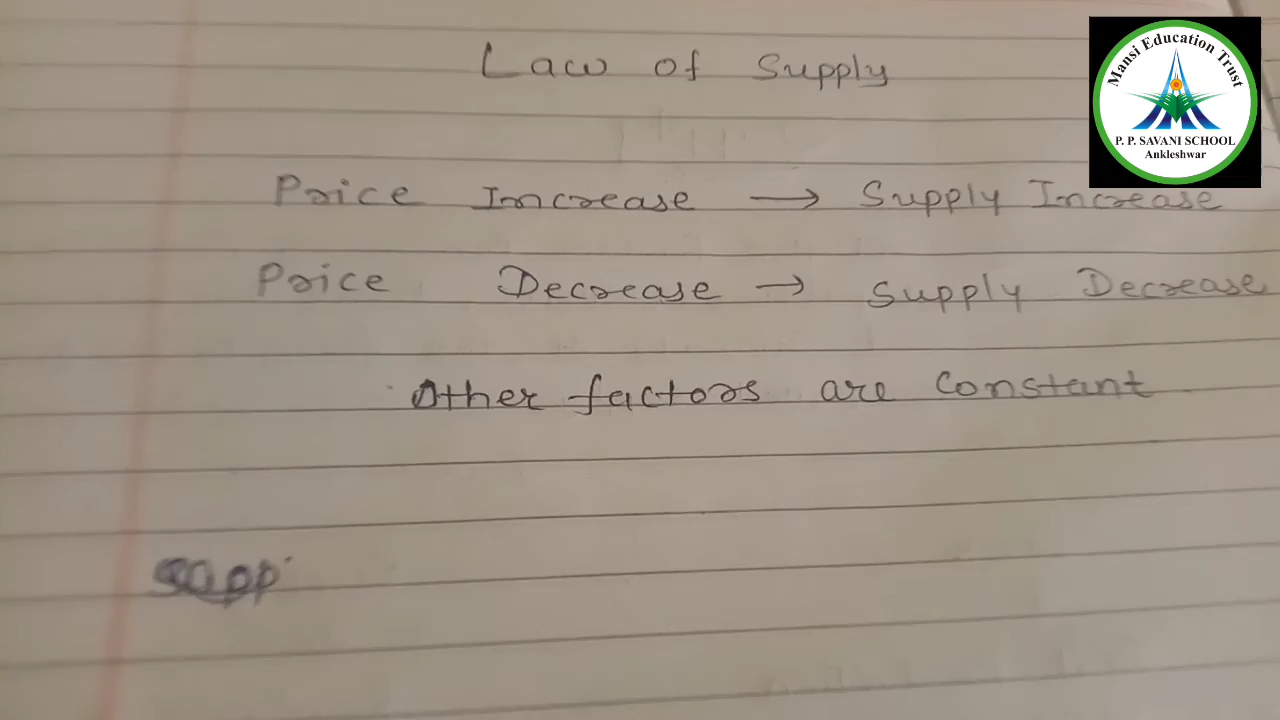 Law of Supply
Mansi Education Trust
P. P. SAVANI SCHOOL
Ankleshwar
Price Increase → Supply Increase
Price Decrease → Supply Decrease
Other factors are constant